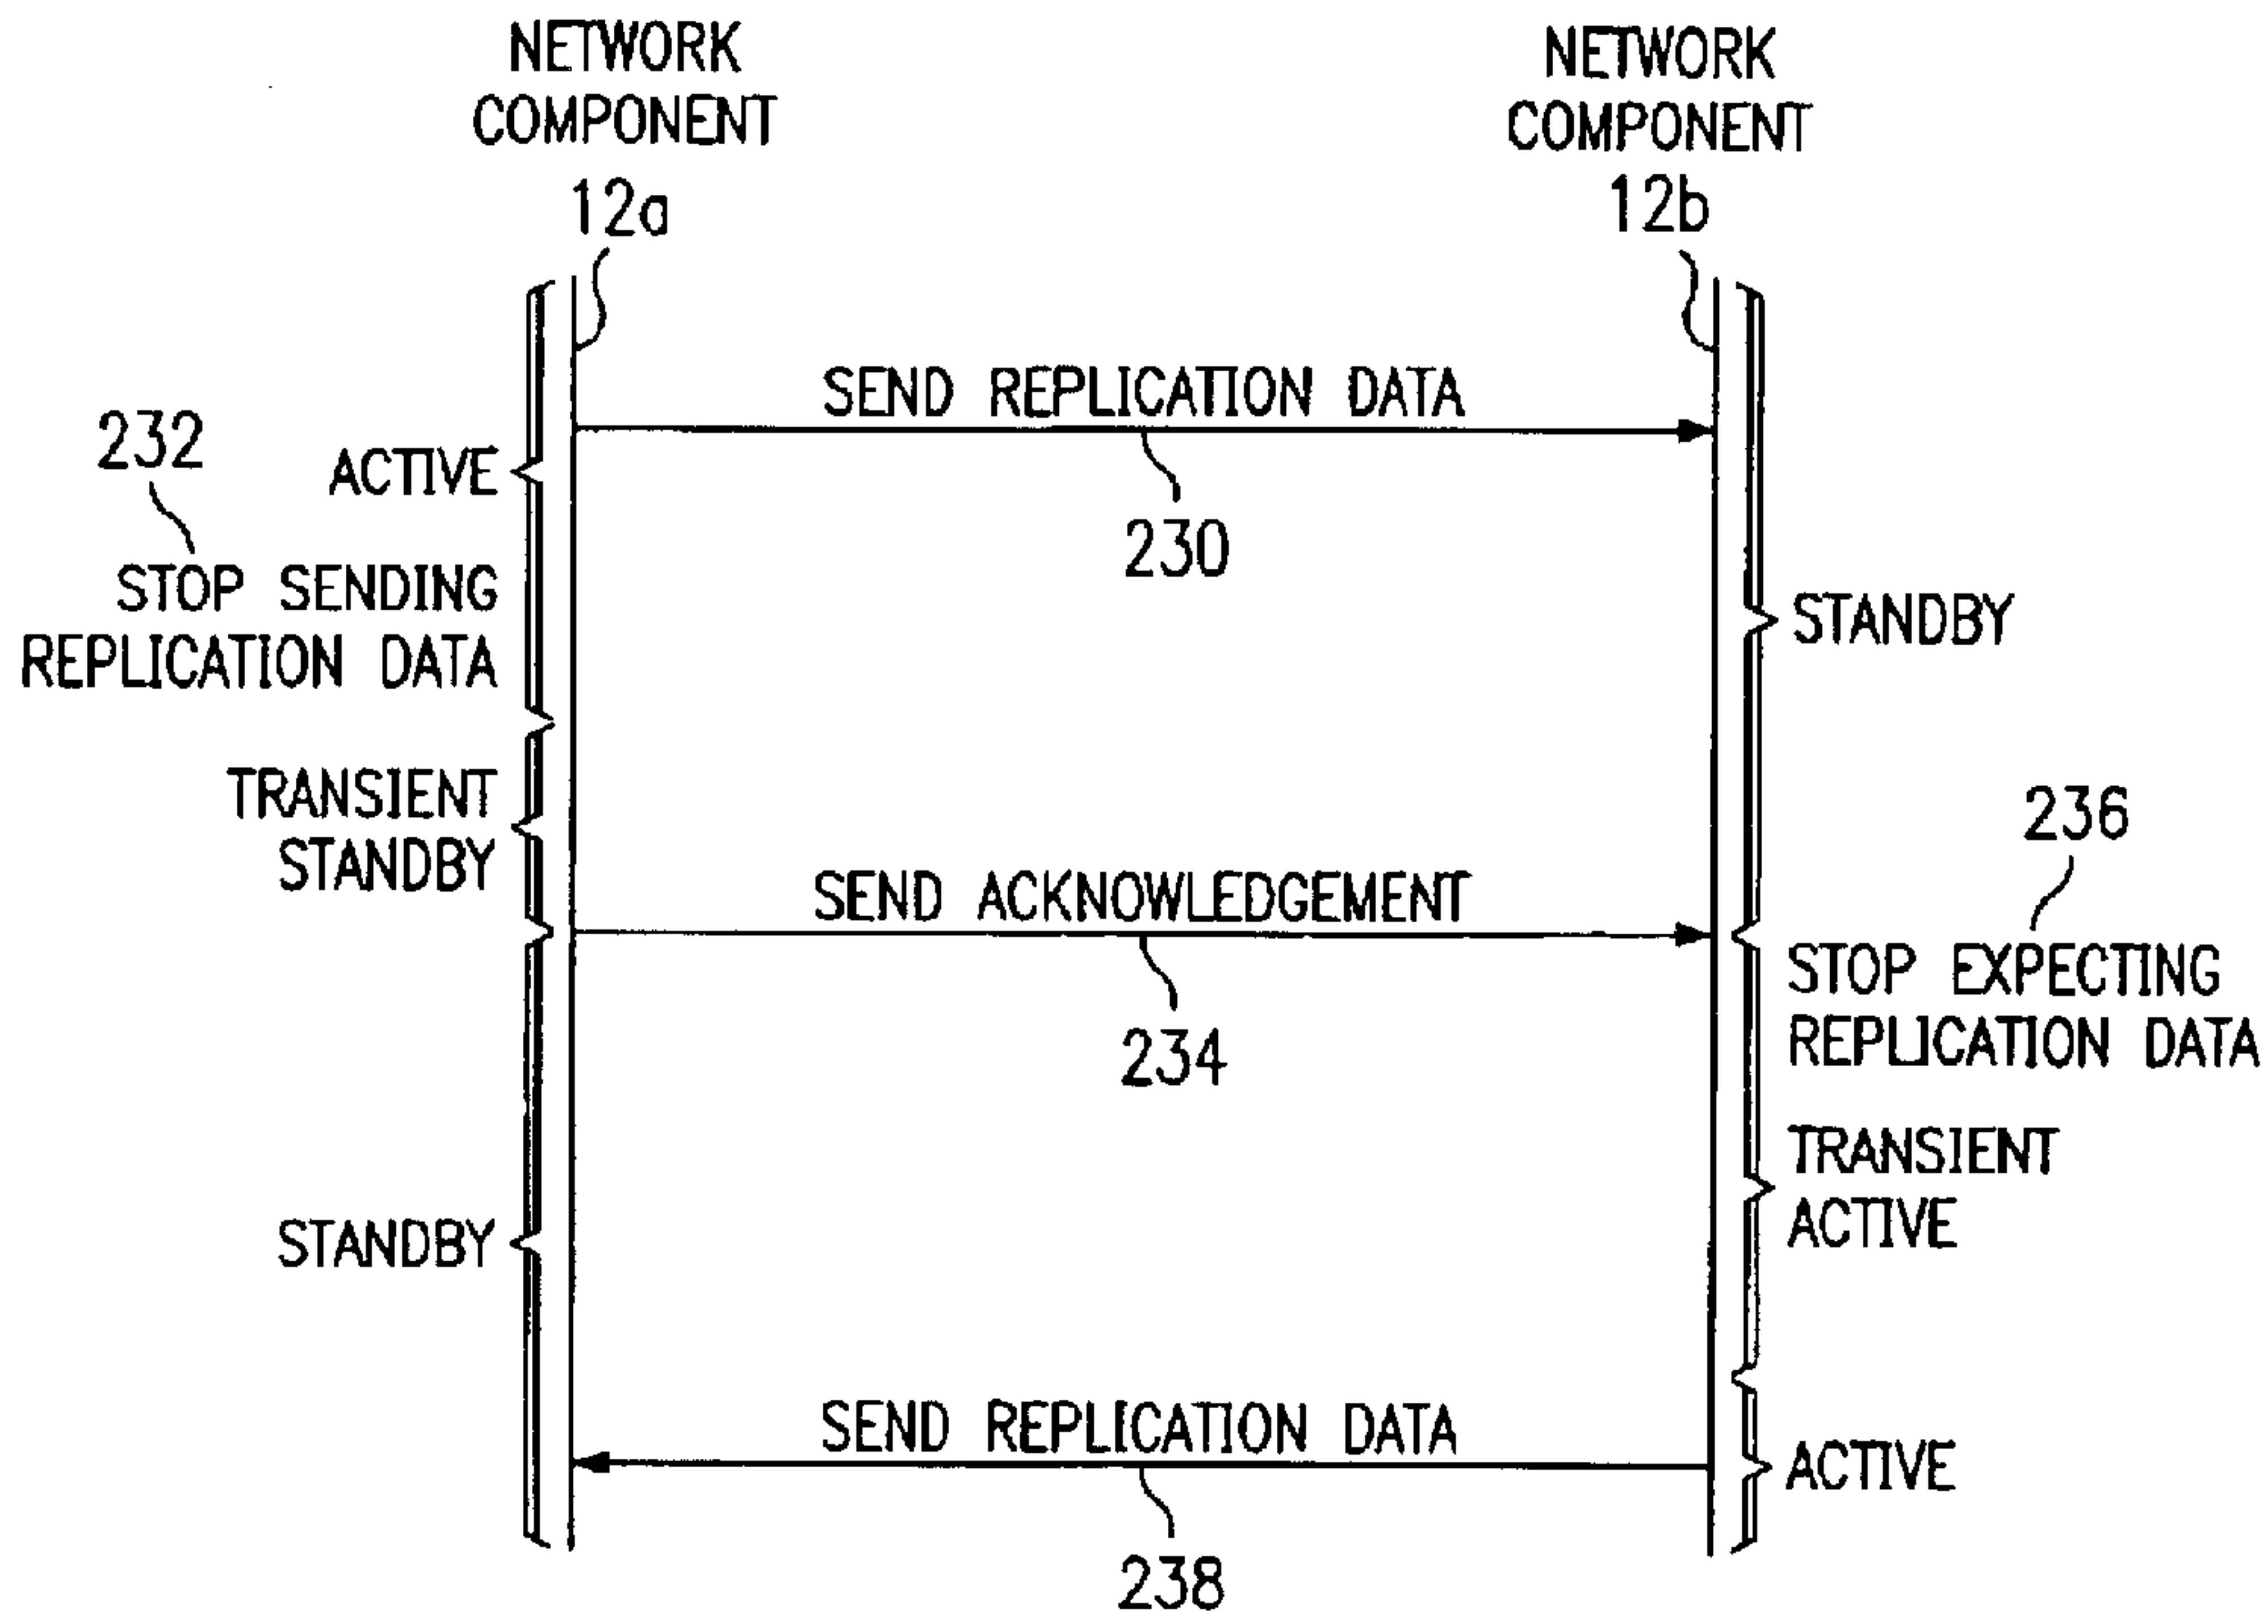 NETWORK
COMPONENT
12a
NETWORK
COMPONENT
12b
SEND REPLICATION DATA
230
232
ACTIVE
STOP SENDING
REPLICATION DATA
STANDBY
TRANSIENT
STANDBY
SEND ACKNOWLEDGEMENT
234
236
STOP EXPECTING
REPLICATION DATA
TRANSIENT
ACTIVE
STANDBY
SEND REPLICATION DATA
238
ACTIVE